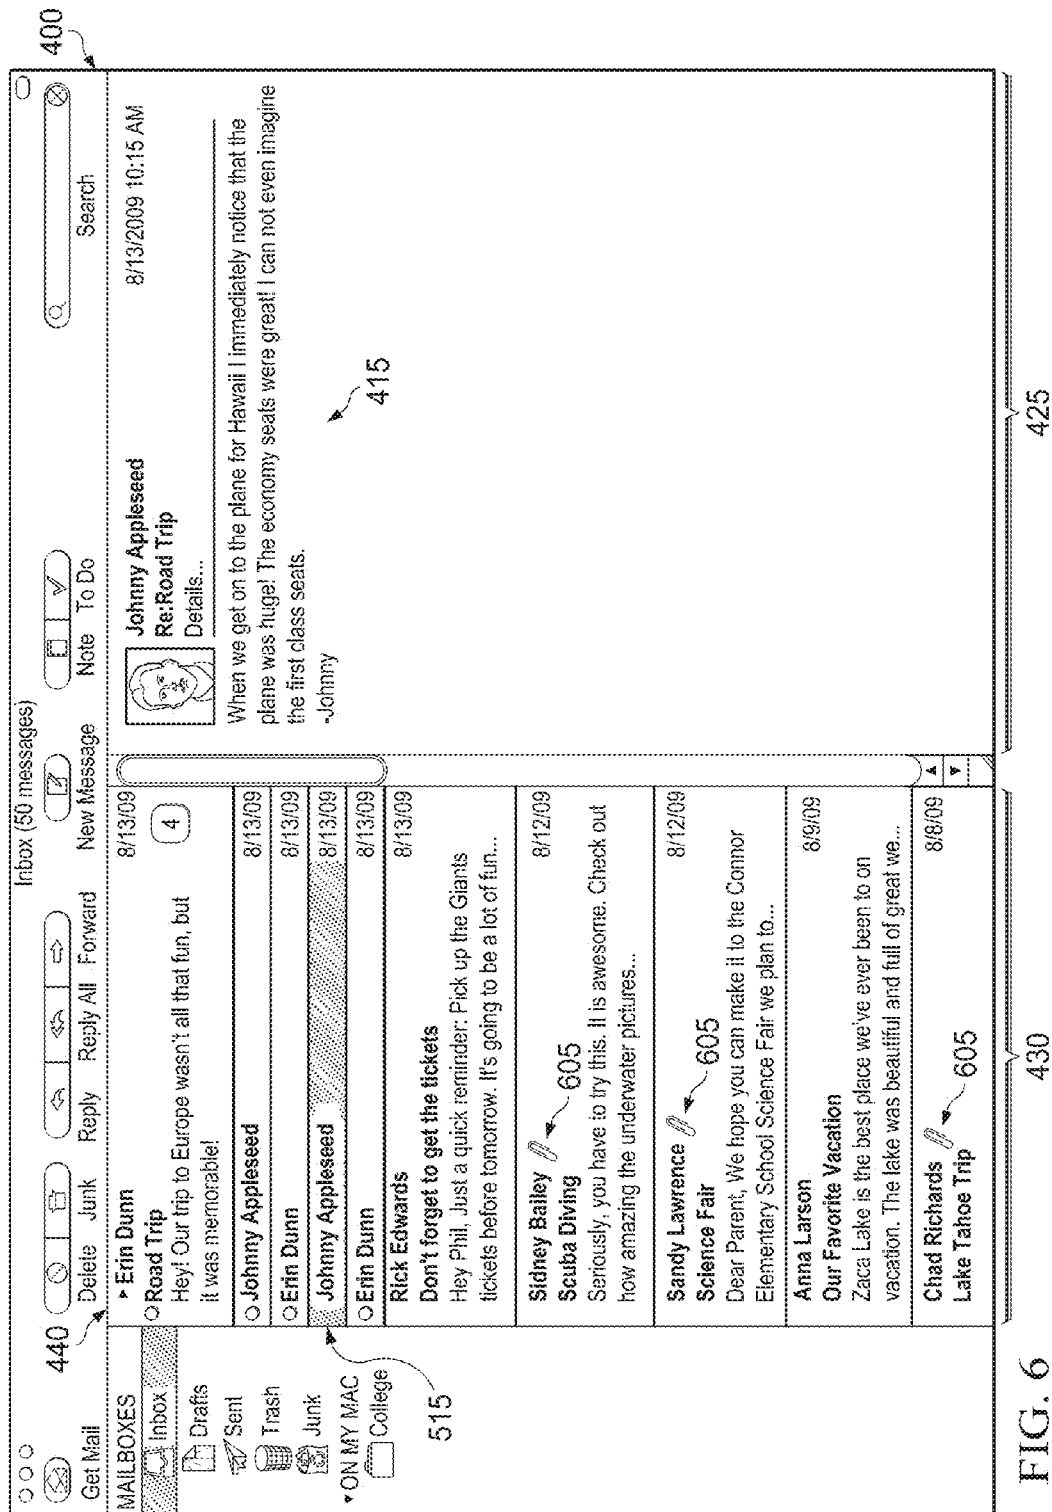 Inbox (50 messages)
400
Get Mail
440
Delete Junk
Reply Reply All Forward
New Message
Note To Do
Search
MAILBOXES
Inbox
Drafts
Sent
Trash
Junk
ON MY MAC
College
515
Erin Dunn 8/13/09
Road Trip 4
Hey! Our trip to Europe wasn't all that fun, but
it was memorable!
Johnny Appleseed 8/13/09
Erin Dunn 8/13/09
Johnny Appleseed 8/13/09
Erin Dunn 8/13/09
Rick Edwards 8/13/09
Don't forget to get the tickets
Hey Phil, Just a quick reminder: Pick up the Giants
tickets before tomorrow. It's going to be a lot of fun...
Sidney Bailey 605 8/12/09
Scuba Diving
Seriously, you have to try this. It is awesome. Check out
how amazing the underwater pictures...
Sandy Lawrence 605 8/12/09
Science Fair
Dear Parent, We hope you can make it to the Connor
Elementary School Science Fair we plan to...
Anna Larson 8/9/09
Our Favorite Vacation
Zaca Lake is the best place we've ever been to on
vacation. The lake was beautiful and full of great we...
Chad Richards 8/8/09
Lake Tahoe Trip 605
Johnny Appleseed 8/13/2009 10:15 AM
Re:Road Trip
Details...
When we get on to the plane for Hawaii I immediately notice that the
plane was huge! The economy seats were great! I can not even imagine
the first class seats.
-Johnny
415
430
425
FIG. 6